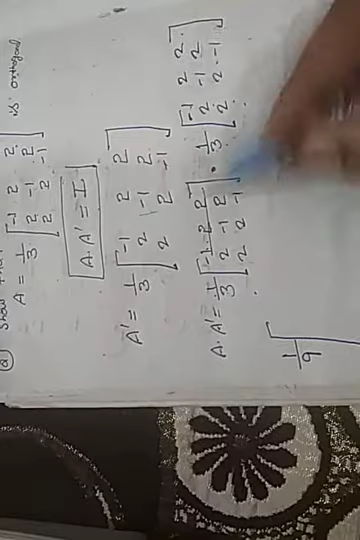 Q) Show that
A = 1/3 [-1 2 2
2 -1 2
2 2 -1] is orthogonal
A.A' = I
A' = 1/3 [-1 2 2
2 -1 2
2 2 -1]
A.A' = 1/3 [-1 2 2
2 -1 2
2 2 -1] . 1/3 [-1 2 2
2 -1 2
2 2 -1]
1/9 [